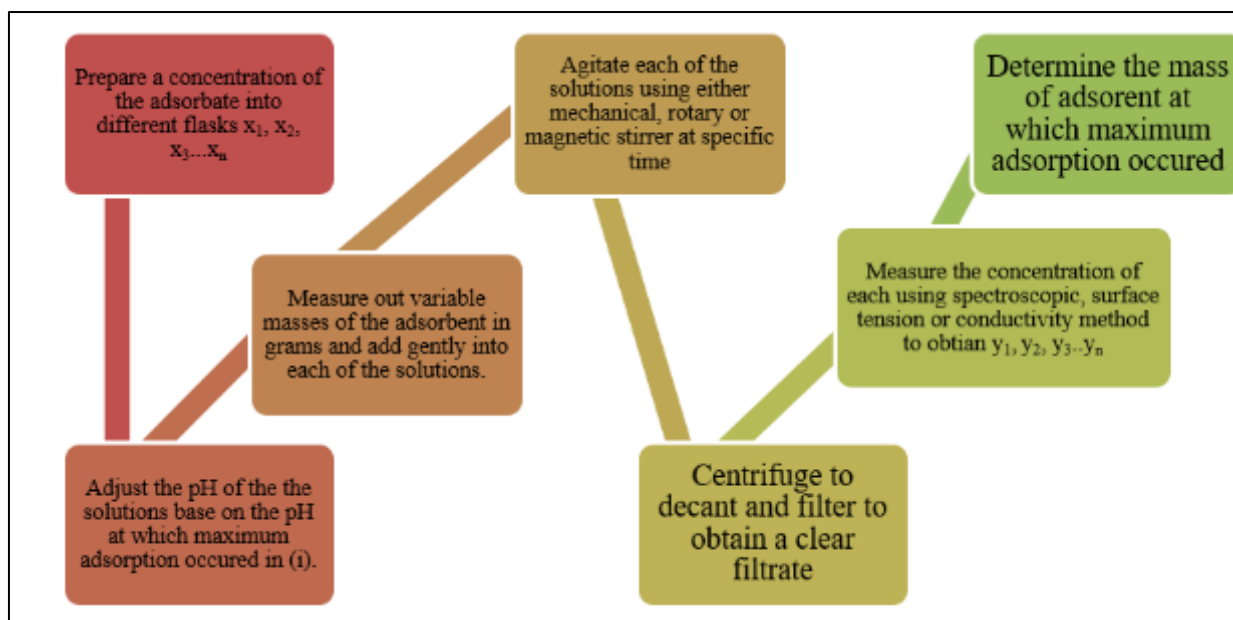 Prepare a concentration of
the adsorbate into
different flasks x₁, x₂,
x₃...xₙ
Adjust the pH of the the
solutions base on the pH
at which maximum
adsorption occured in (i).
Measure out variable
masses of the adsorbent in
grams and add gently into
each of the solutions.
Agitate each of the
solutions using either
mechanical, rotary or
magnetic stirrer at specific
time
Centrifuge to
decant and filter to
obtain a clear
filtrate
Measure the concentration of
each using spectroscopic, surface
tension or conductivity method
to obtian y₁, y₂, y₃..yₙ
Determine the mass
of adsorent at
which maximum
adsorption occured